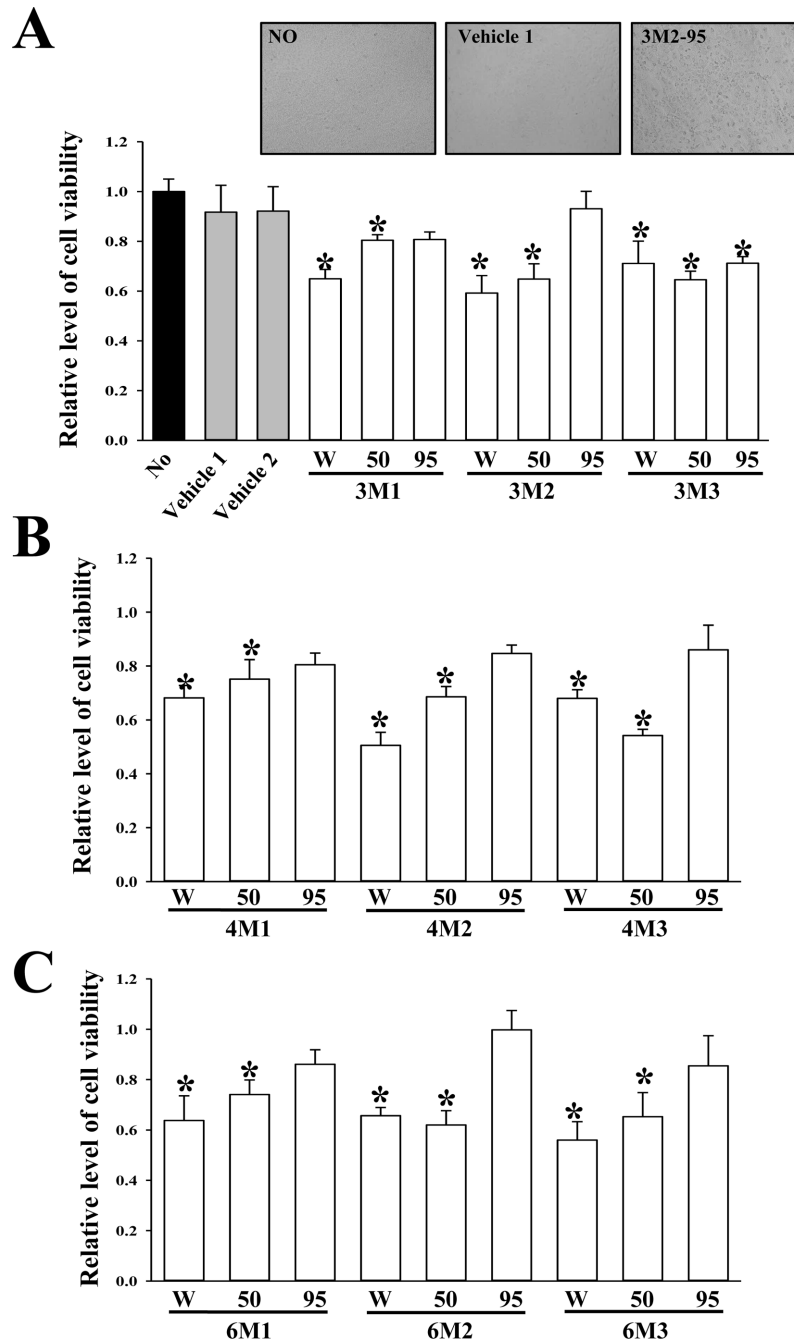 A
NO Vehicle 1 3M2-95
Relative level of cell viability
1.2
1.0
0.8
0.6
0.4
0.2
0.0
* * * * * * *
No Vehicle 1 Vehicle 2 W 50 95 W 50 95 W 50 95
3M1 3M2 3M3
B
Relative level of cell viability
1.2
1.0
0.8
0.6
0.4
0.2
0.0
* * * * * *
W 50 95 W 50 95 W 50 95
4M1 4M2 4M3
C
Relative level of cell viability
1.2
1.0
0.8
0.6
0.4
0.2
0.0
* * * * * *
W 50 95 W 50 95 W 50 95
6M1 6M2 6M3